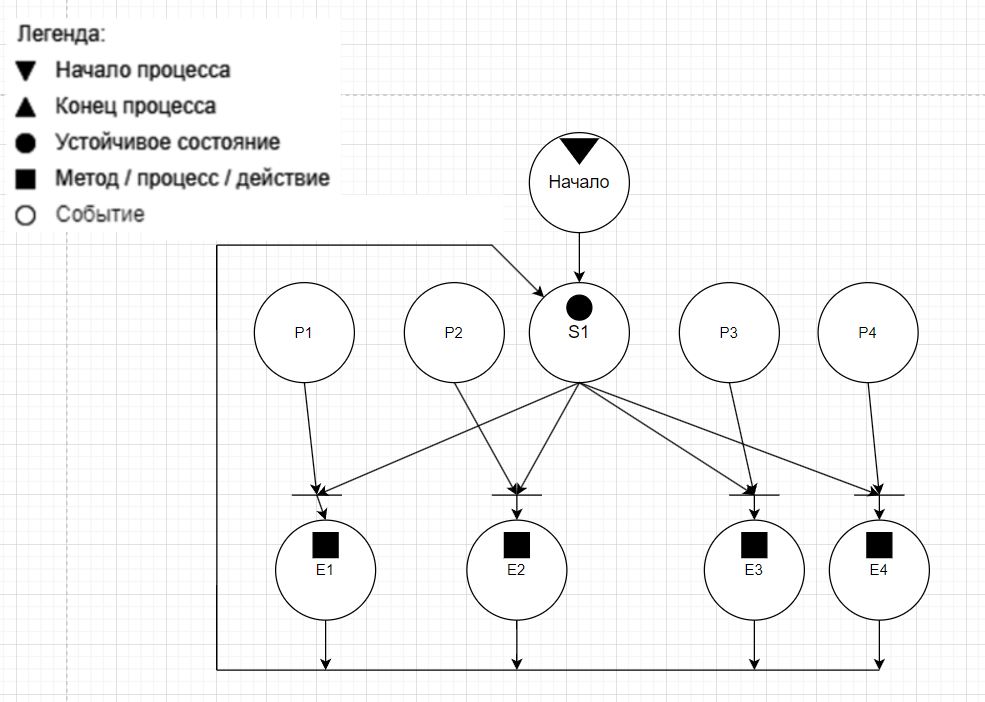 Легенда:
Начало процесса
Конец процесса
Устойчивое состояние
Метод / процесс / действие
Событие
Начало
P1
P2
S1
P3
P4
E1
E2
E3
E4